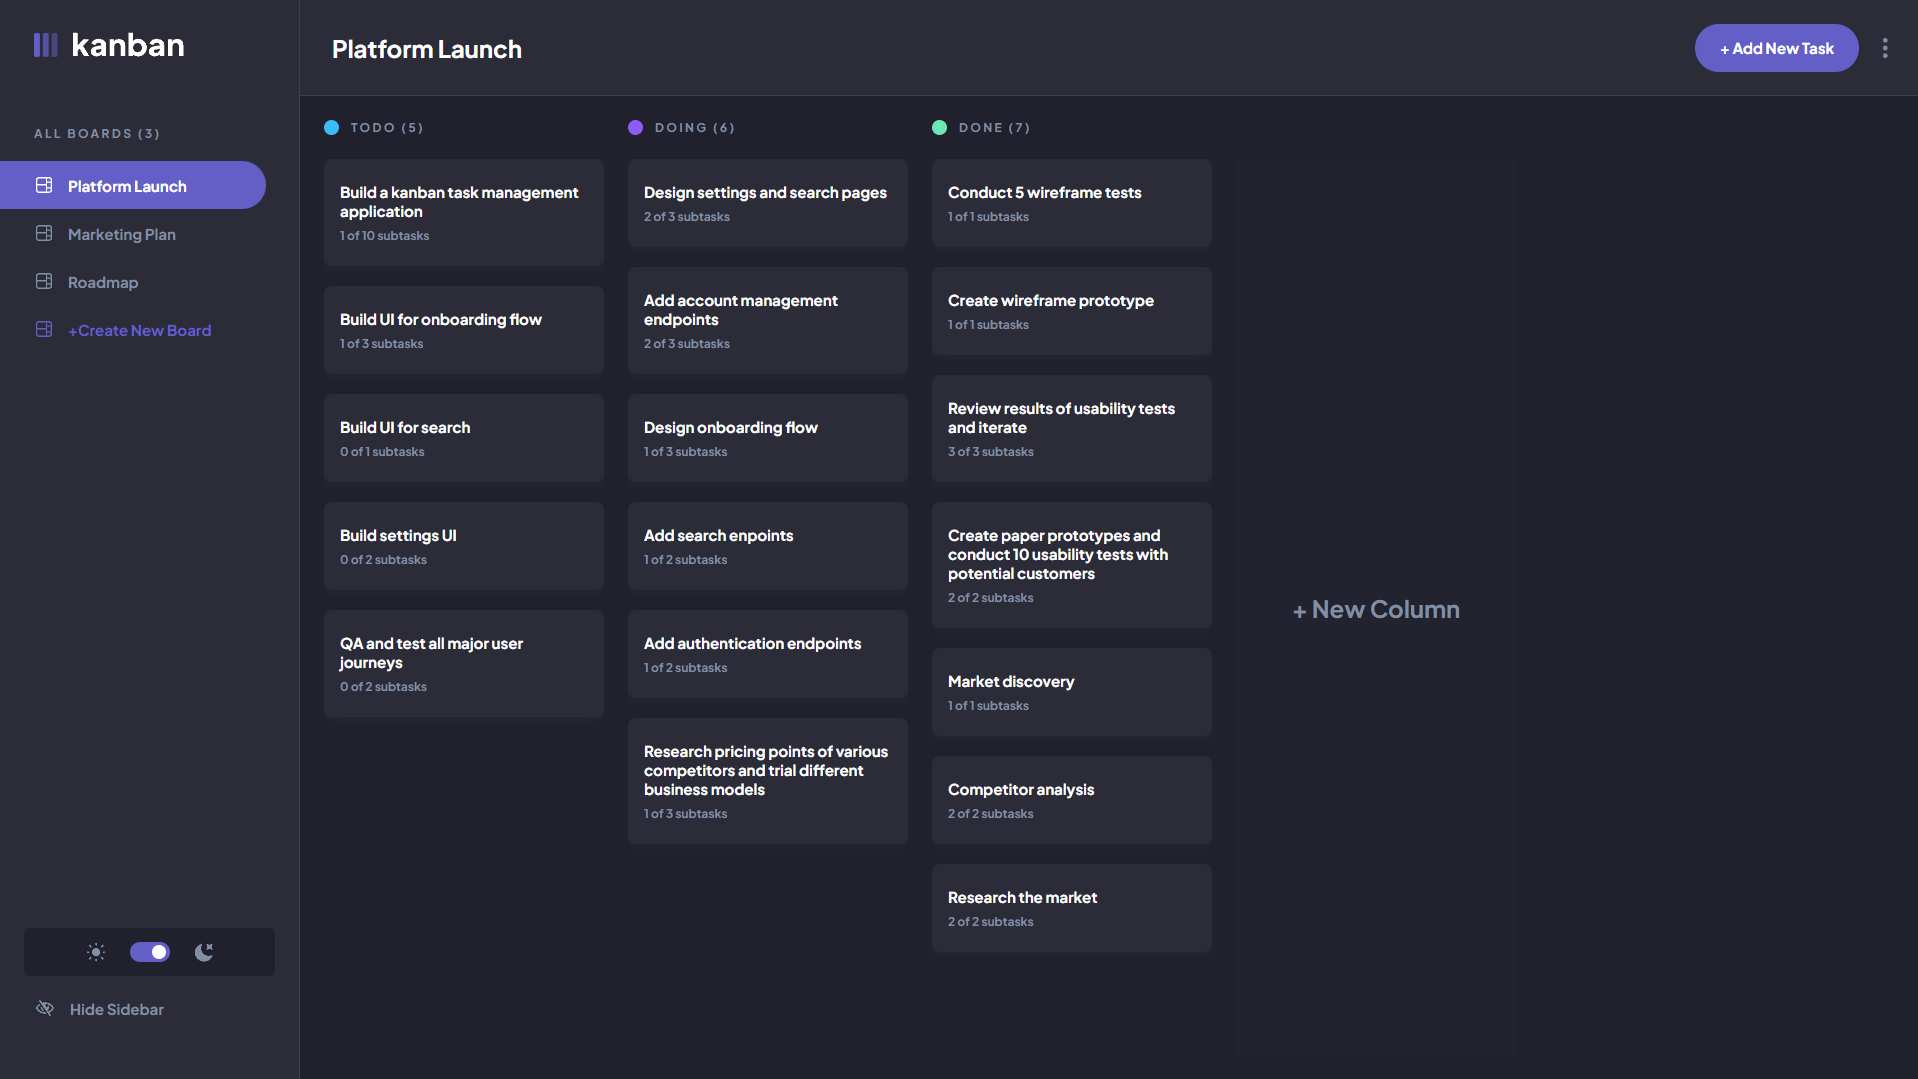 kanban
ALL BOARDS (3)
Platform Launch
Marketing Plan
Roadmap
+Create New Board
Hide Sidebar
Platform Launch
+ Add New Task
TODO (5)
Build a kanban task management
application
1 of 10 subtasks
Build UI for onboarding flow
1 of 3 subtasks
Build UI for search
0 of 1 subtasks
Build settings UI
0 of 2 subtasks
QA and test all major user
journeys
0 of 2 subtasks
DOING (6)
Design settings and search pages
2 of 3 subtasks
Add account management
endpoints
2 of 3 subtasks
Design onboarding flow
1 of 3 subtasks
Add search enpoints
1 of 2 subtasks
Add authentication endpoints
1 of 2 subtasks
Research pricing points of various
competitors and trial different
business models
1 of 3 subtasks
DONE (7)
Conduct 5 wireframe tests
1 of 1 subtasks
Create wireframe prototype
1 of 1 subtasks
Review results of usability tests
and iterate
3 of 3 subtasks
Create paper prototypes and
conduct 10 usability tests with
potential customers
2 of 2 subtasks
Market discovery
1 of 1 subtasks
Competitor analysis
2 of 2 subtasks
Research the market
2 of 2 subtasks
+ New Column